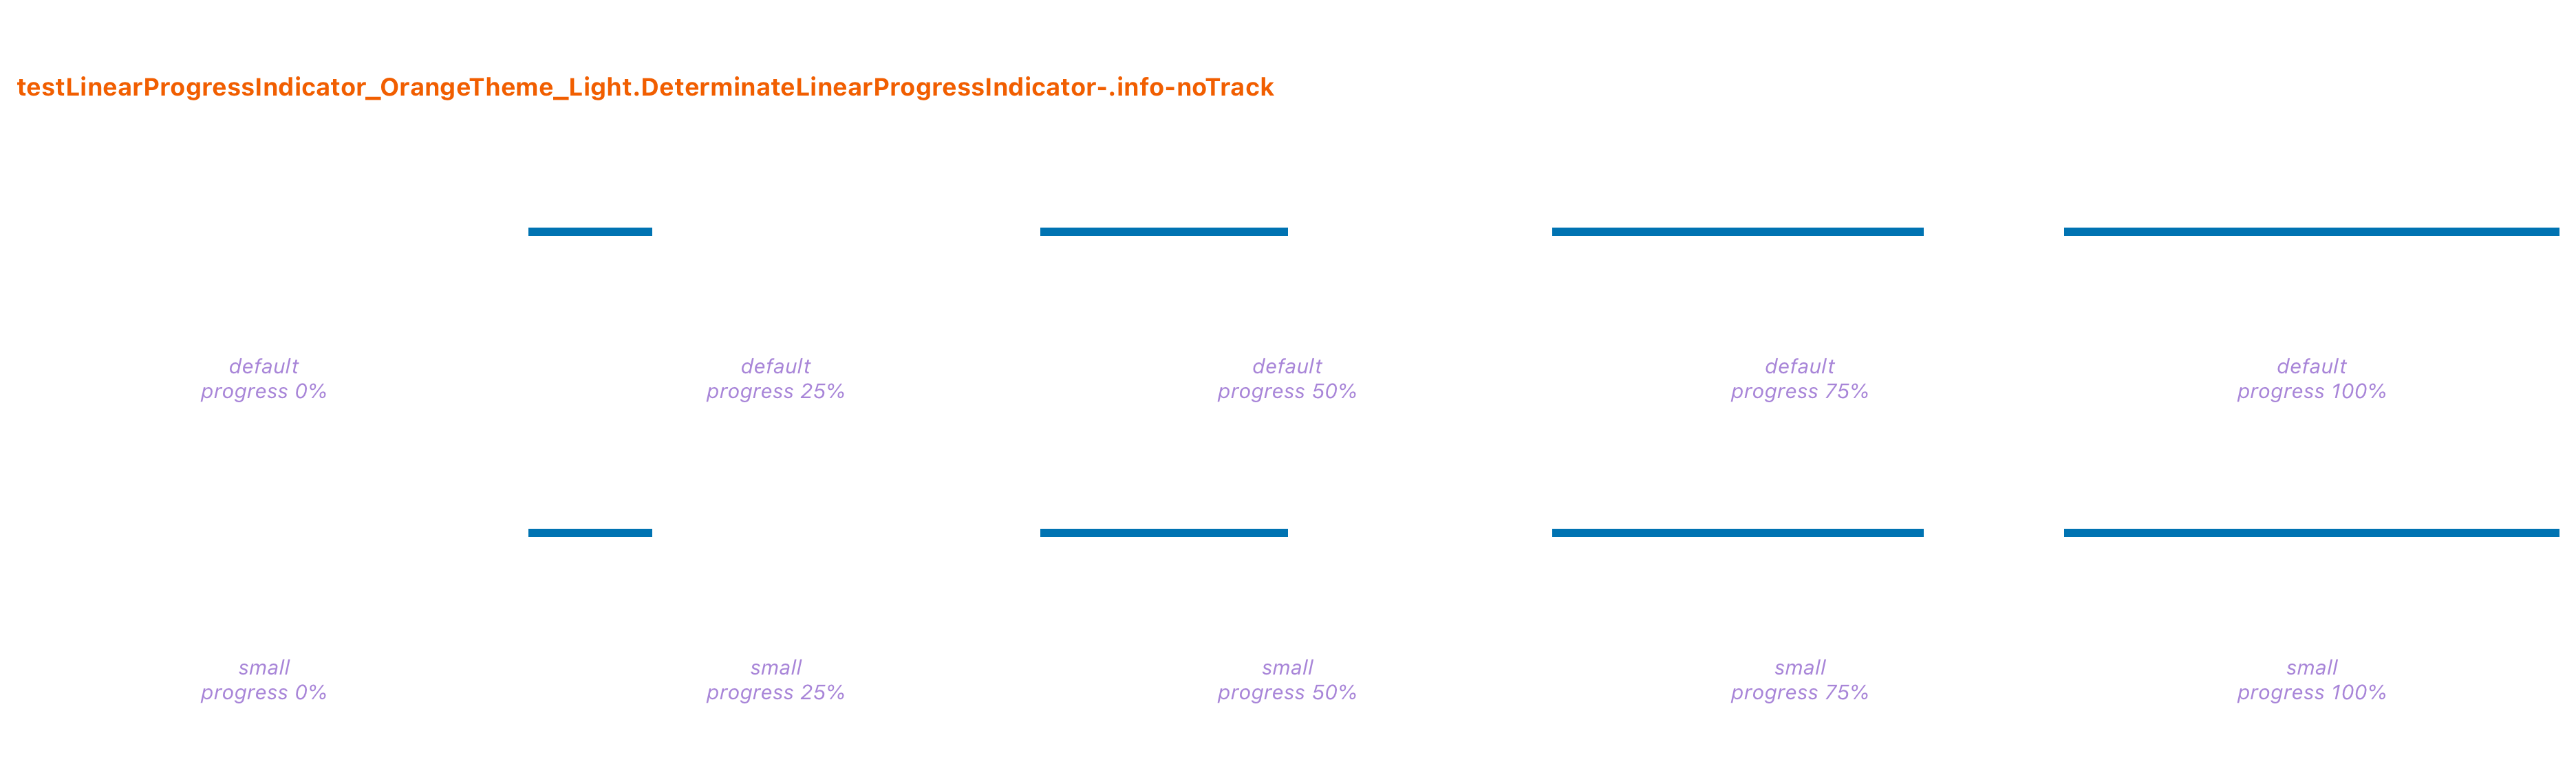 testLinearProgressIndicator_OrangeTheme_Light.DeterminateLinearProgressIndicator-.info-noTrack
default
progress 0%
default
progress 25%
default
progress 50%
default
progress 75%
default
progress 100%
small
progress 0%
small
progress 25%
small
progress 50%
small
progress 75%
small
progress 100%